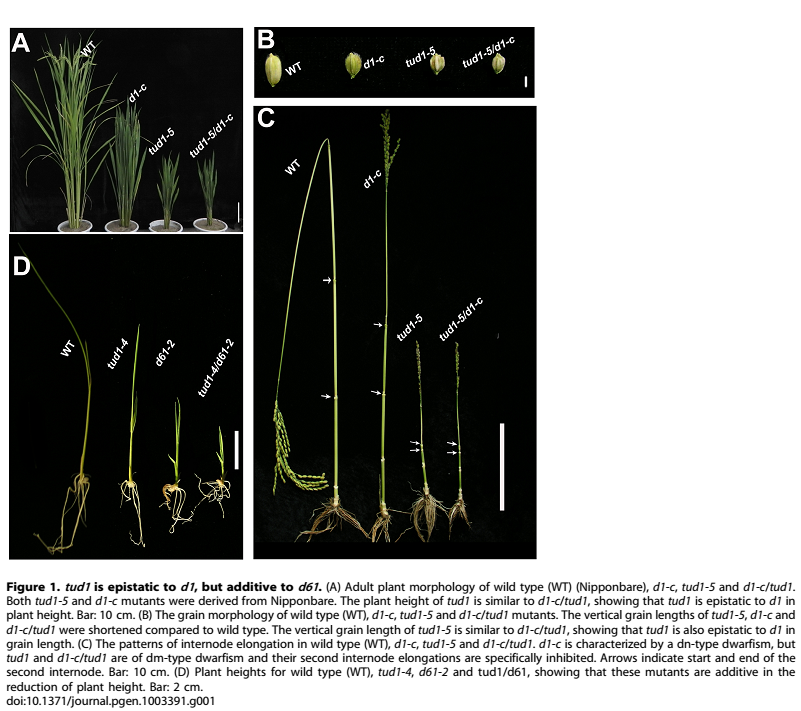 A
WT
d1-c
tud1-5
tud1-5/d1-c
B
WT
d1-c
tud1-5
tud1-5/d1-c
C
WT
d1-c
tud1-5
tud1-5/d1-c
D
WT
tud1-4
d61-2
tud1-4/d61-2
Figure 1. tud1 is epistatic to d1, but additive to d61. (A) Adult plant morphology of wild type (WT) (Nipponbare), d1-c, tud1-5 and d1-c/tud1.
Both tud1-5 and d1-c mutants were derived from Nipponbare. The plant height of tud1 is similar to d1-c/tud1, showing that tud1 is epistatic to d1 in
plant height. Bar: 10 cm. (B) The grain morphology of wild type (WT), d1-c, tud1-5 and d1-c/tud1 mutants. The vertical grain lengths of tud1-5, d1-c and
d1-c/tud1 were shortened compared to wild type. The vertical grain length of tud1-5 is similar to d1-c/tud1, showing that tud1 is also epistatic to d1 in
grain length. (C) The patterns of internode elongation in wild type (WT), d1-c, tud1-5 and d1-c/tud1. d1-c is characterized by a dn-type dwarfism, but
tud1 and d1-c/tud1 are of dm-type dwarfism and their second internode elongations are specifically inhibited. Arrows indicate start and end of the
second internode. Bar: 10 cm. (D) Plant heights for wild type (WT), tud1-4, d61-2 and tud1/d61, showing that these mutants are additive in the
reduction of plant height. Bar: 2 cm.
doi:10.1371/journal.pgen.1003391.g001